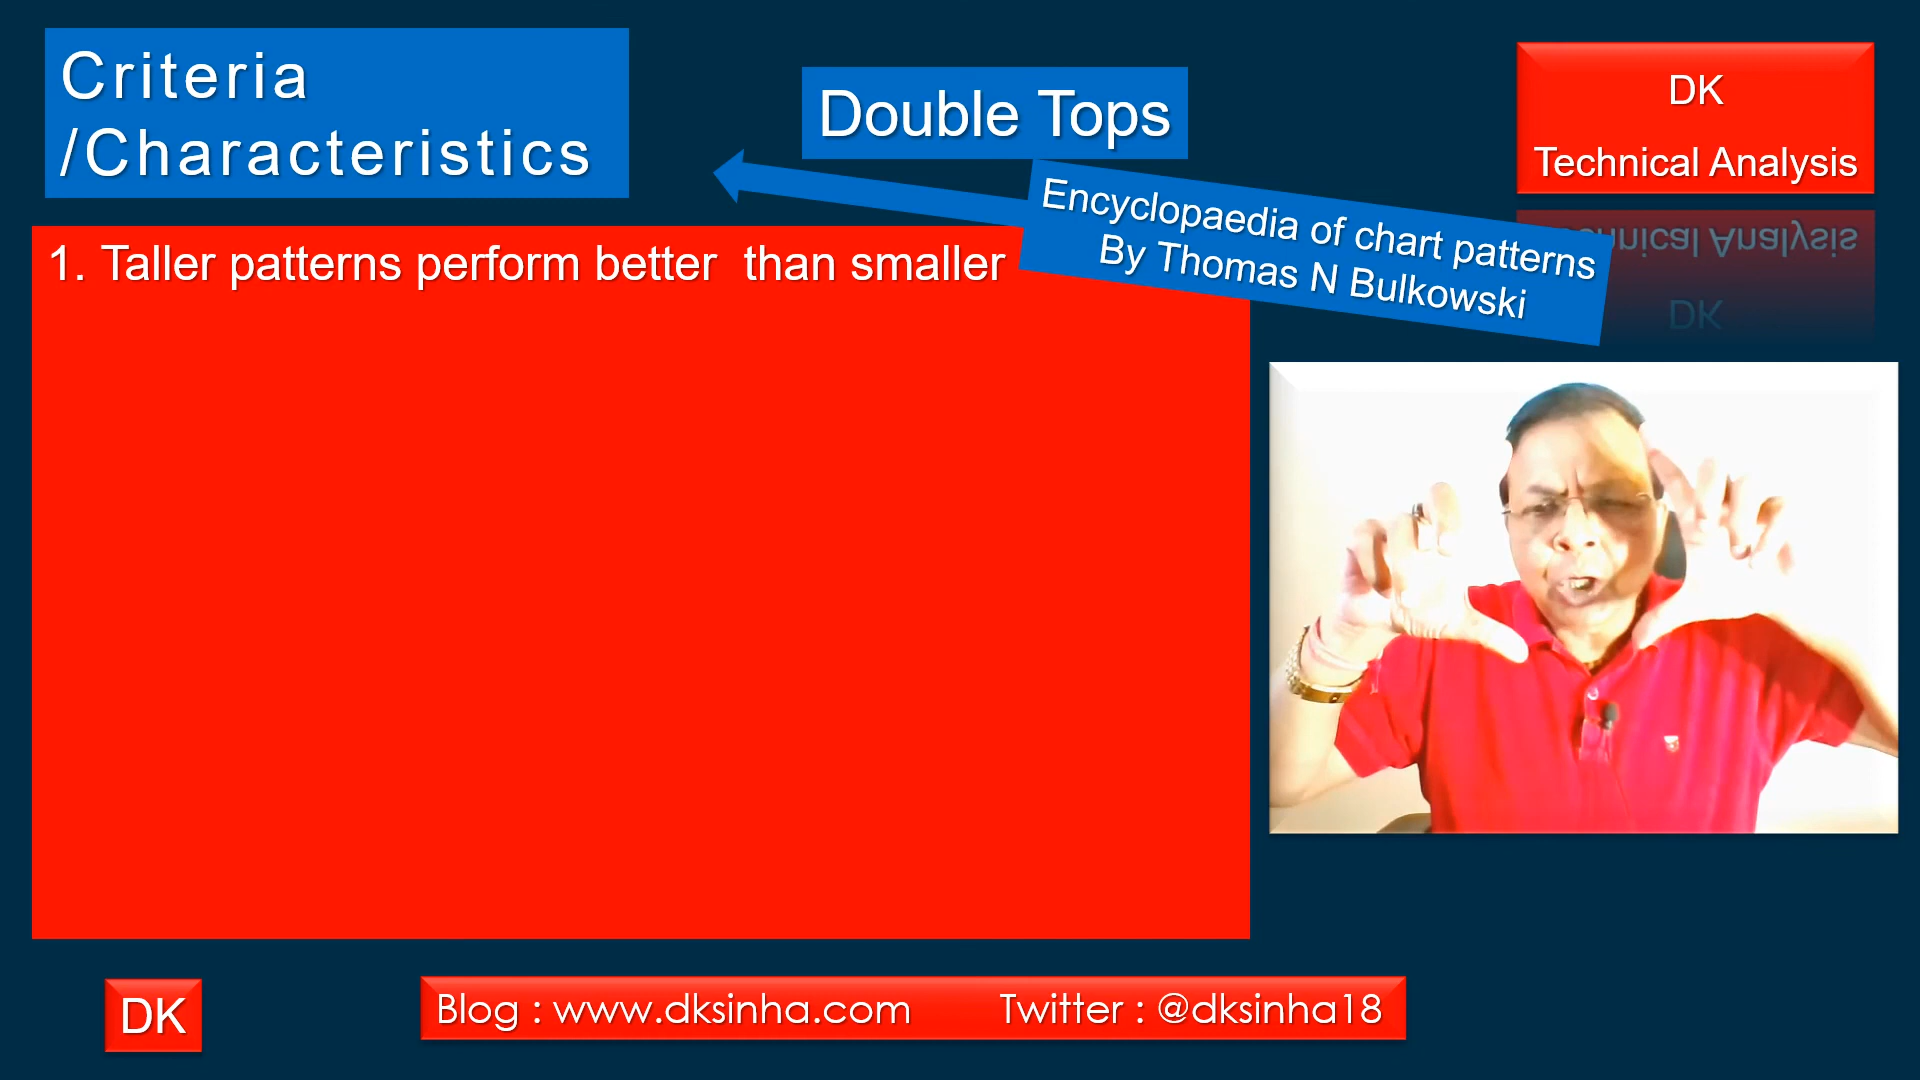 Criteria
/Characteristics
Double Tops
DK
Technical Analysis
Encyclopaedia of chart patterns
By Thomas N Bulkowski
1. Taller patterns perform better  than smaller
DK
Blog : www.dksinha.com
Twitter : @dksinha18